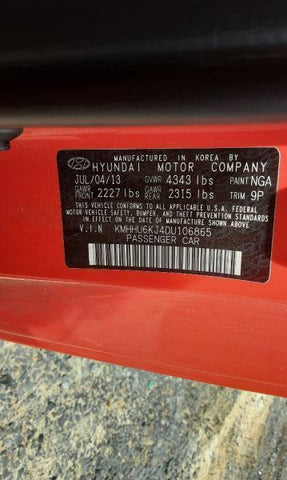 MANUFACTURED IN KOREA BY
HYUNDAI MOTOR COMPANY
JUL/04/13 GVWR 4343 lbs PAINT NGA
GAWR FRONT 2227 lbs GAWR REAR 2315 lbs TRIM 9P
THIS VEHICLE CONFORMS TO ALL APPLICABLE U.S.A FEDERAL
MOTOR VEHICLE SAFETY, BUMPER, AND THEFT PREVENTION STANDARDS
IN EFFECT ON THE DATE OF MANUFACTURE SHOWN ABOVE.
V.I.N KMHHU6KJ4DU106865
PASSENGER CAR